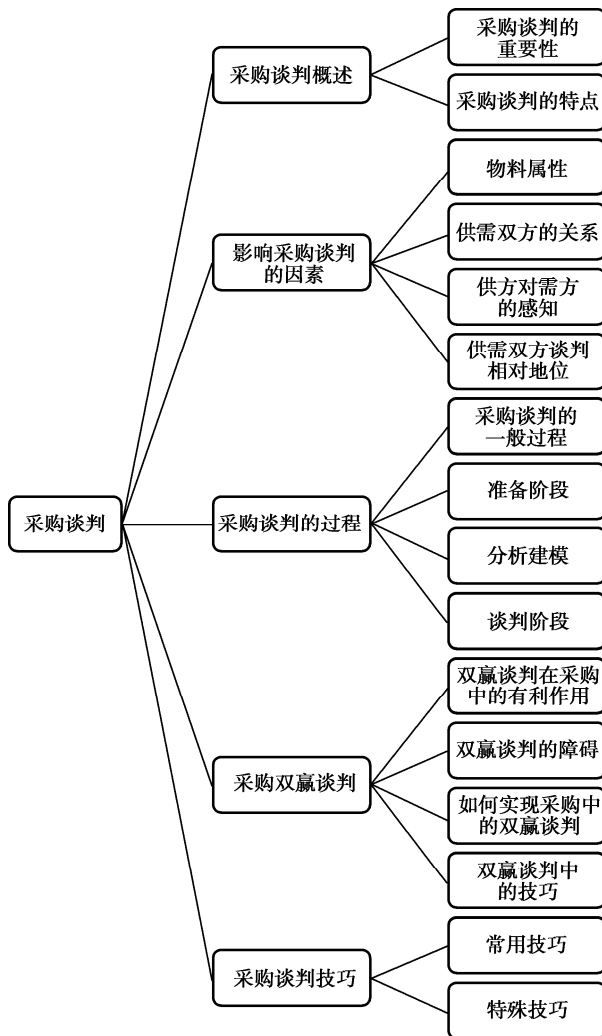 采购谈判
采购谈判概述
采购谈判的
重要性
采购谈判的特点
影响采购谈判
的因素
物料属性
供需双方的关系
供方对需方
的感知
供需双方谈判
相对地位
采购谈判的过程
采购谈判的
一般过程
准备阶段
分析建模
谈判阶段
采购双赢谈判
双赢谈判在采购
中的有利作用
双赢谈判的障碍
如何实现采购中
的双赢谈判
双赢谈判中
的技巧
采购谈判技巧
常用技巧
特殊技巧